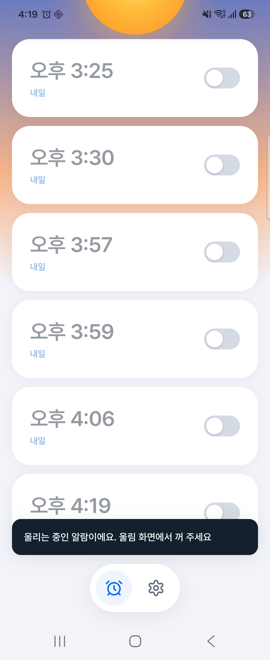 4:19
63
오후 3:25
내일
오후 3:30
내일
오후 3:57
내일
오후 3:59
내일
오후 4:06
내일
오후 4:19
울리는 중인 알람이에요. 울림 화면에서 꺼 주세요